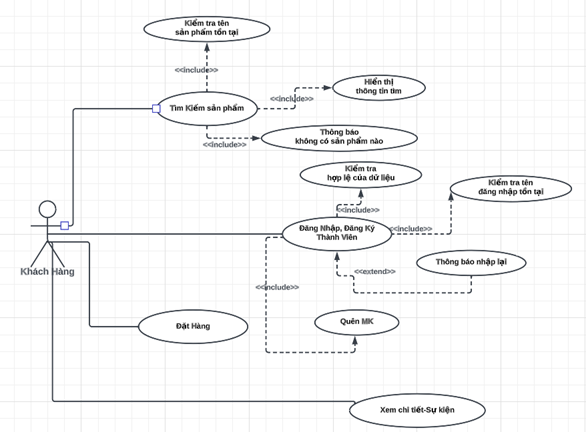 Kiểm tra tên
sản phẩm tồn tại
<<include>>
Hiển thị
thông tin tìm
<<include>>
Tìm Kiếm sản phẩm
Thông báo
không có sản phẩm nào
<<include>>
Kiểm tra
hợp lệ của dữ liệu
Kiểm tra tên
đăng nhập tồn tại
<<include>>
<<include>>
Đăng Nhập, Đăng Ký
Thành Viên
Thông báo nhập lại
<<extend>>
Khách Hàng
<<include>>
Quên MK
Đặt Hàng
Xem chi tiết-Sự kiện